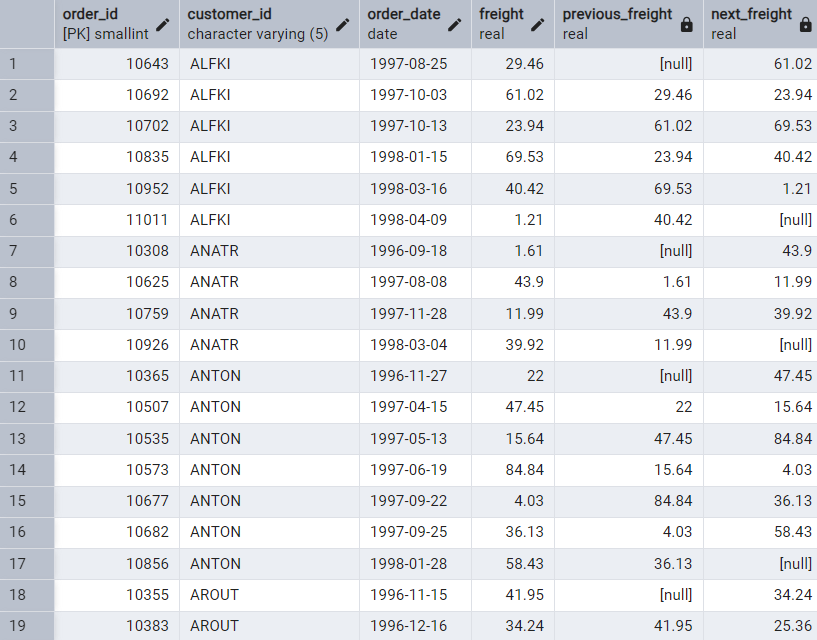 order_id customer_id order_date freight previous_freight next_freight
[PK] smallint character varying (5) date real real real
1 10643 ALFKI 1997-08-25 29.46 [null] 61.02
2 10692 ALFKI 1997-10-03 61.02 29.46 23.94
3 10702 ALFKI 1997-10-13 23.94 61.02 69.53
4 10835 ALFKI 1998-01-15 69.53 23.94 40.42
5 10952 ALFKI 1998-03-16 40.42 69.53 1.21
6 11011 ALFKI 1998-04-09 1.21 40.42 [null]
7 10308 ANATR 1996-09-18 1.61 [null] 43.9
8 10625 ANATR 1997-08-08 43.9 1.61 11.99
9 10759 ANATR 1997-11-28 11.99 43.9 39.92
10 10926 ANATR 1998-03-04 39.92 11.99 [null]
11 10365 ANTON 1996-11-27 22 [null] 47.45
12 10507 ANTON 1997-04-15 47.45 22 15.64
13 10535 ANTON 1997-05-13 15.64 47.45 84.84
14 10573 ANTON 1997-06-19 84.84 15.64 4.03
15 10677 ANTON 1997-09-22 4.03 84.84 36.13
16 10682 ANTON 1997-09-25 36.13 4.03 58.43
17 10856 ANTON 1998-01-28 58.43 36.13 [null]
18 10355 AROUT 1996-11-15 41.95 [null] 34.24
19 10383 AROUT 1996-12-16 34.24 41.95 25.36